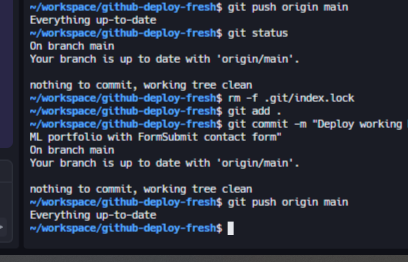 ~/workspace/github-deploy-fresh$ git push origin main
Everything up-to-date
~/workspace/github-deploy-fresh$ git status
On branch main
Your branch is up to date with 'origin/main'.
nothing to commit, working tree clean
~/workspace/github-deploy-fresh$ rm -f .git/index.lock
~/workspace/github-deploy-fresh$ git add .
~/workspace/github-deploy-fresh$ git commit -m "Deploy working
ML portfolio with FormSubmit contact form"
On branch main
Your branch is up to date with 'origin/main'.
nothing to commit, working tree clean
~/workspace/github-deploy-fresh$ git push origin main
Everything up-to-date
~/workspace/github-deploy-fresh$